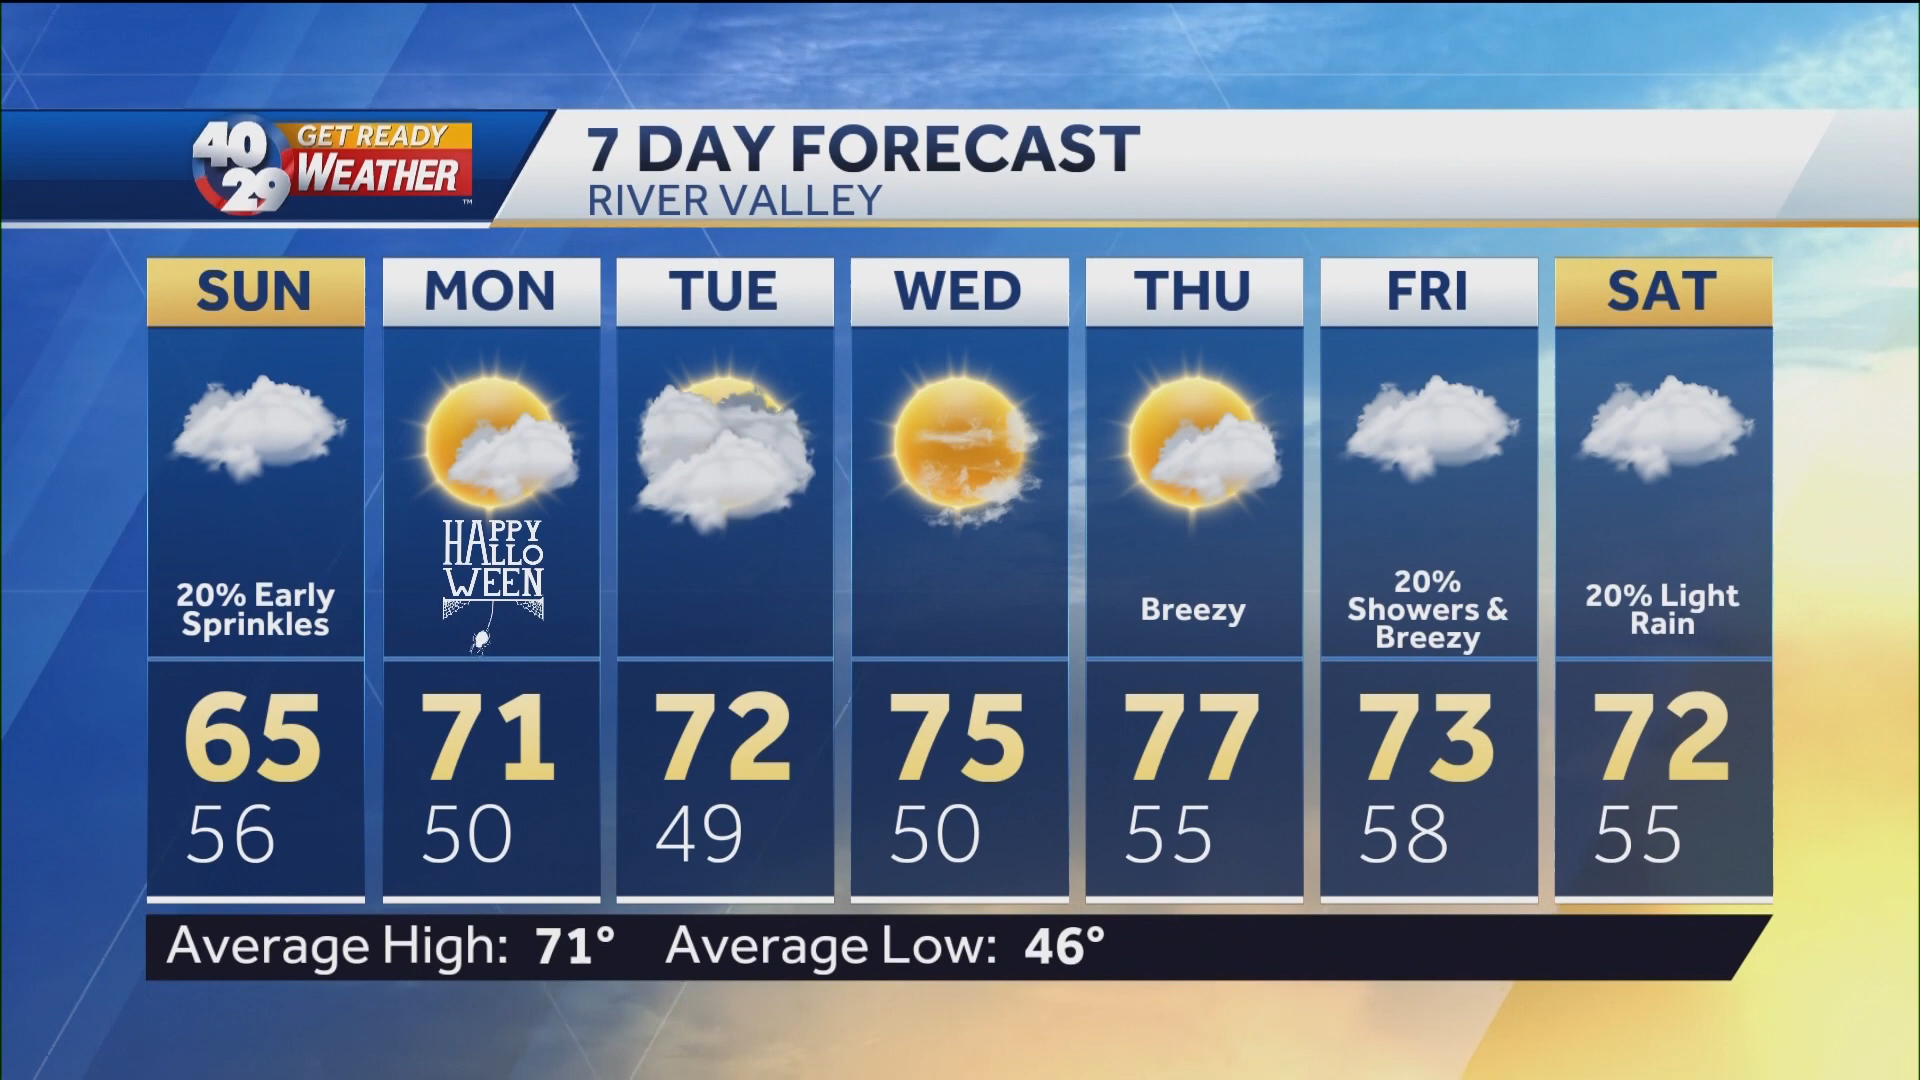 40
29
GET READY
WEATHER
™
7 DAY FORECAST
RIVER VALLEY
SUN
20% Early
Sprinkles
65
56
MON
HAPPY
HALLO
WEEN
71
50
TUE
72
49
WED
75
50
THU
Breezy
77
55
FRI
20%
Showers &
Breezy
73
58
SAT
20% Light
Rain
72
55
Average High: 71° Average Low: 46°